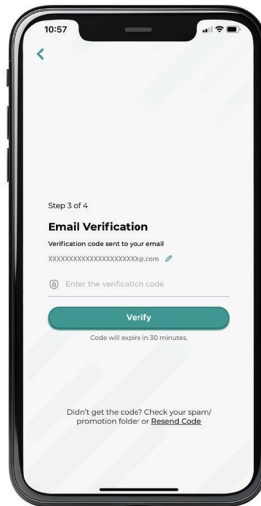 10:57
Step 3 of 4
Email Verification
Verification code sent to your email
XXXXXXXXXXXXXXXXXXXXXX@.com
Enter the verification code
Verify
Code will expire in 30 minutes.
Didn't get the code? Check your spam/
promotion folder or Resend Code